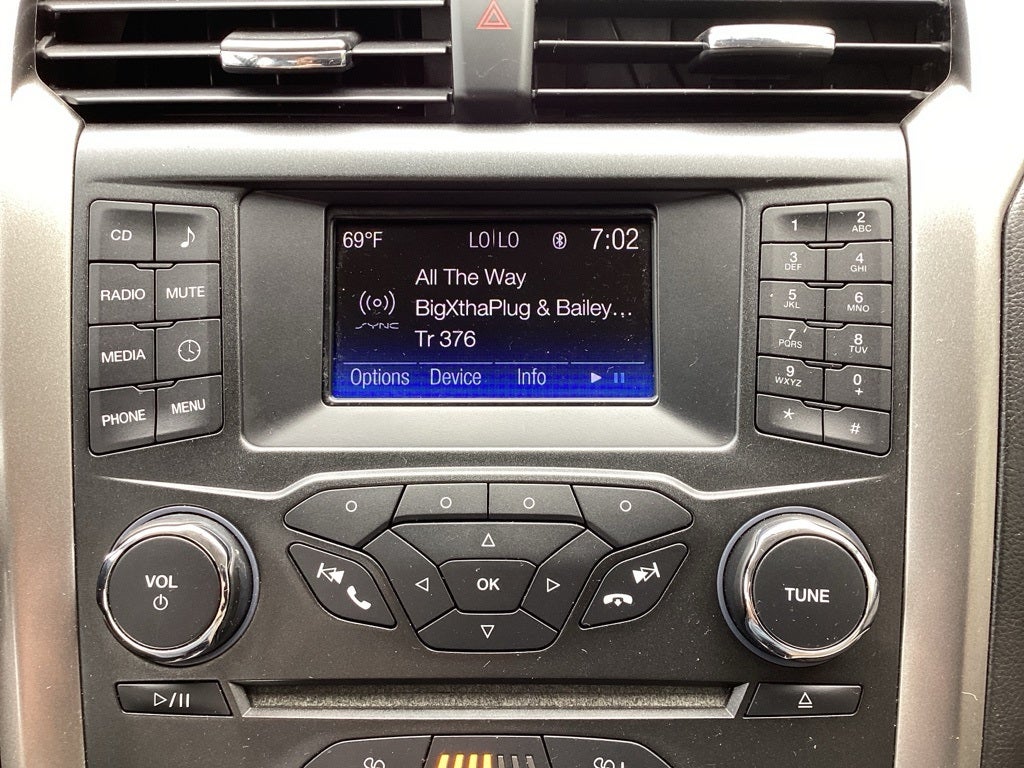 CD
RADIO MUTE
MEDIA
PHONE MENU
69°F LO|LO 7:02
All The Way
BigXthaPlug & Bailey...
SYNC
Tr 376
Options Device Info
1 2 ABC
3 DEF 4 GHI
5 JKL 6 MNO
7 PQRS 8 TUV
9 WXYZ 0 +
* #
VOL
OK
TUNE